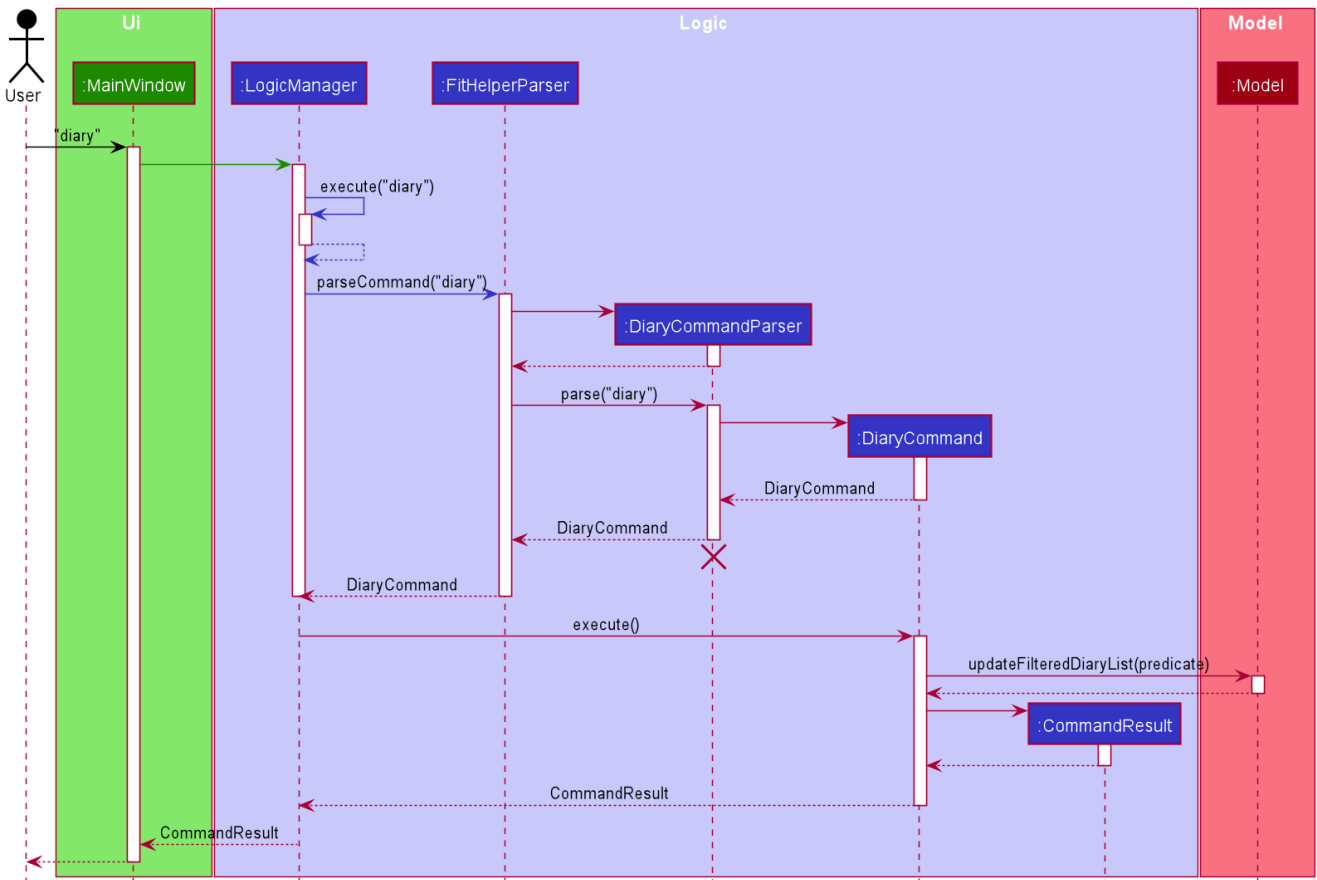 Ui
Logic
Model
User
:MainWindow
:LogicManager
:FitHelperParser
:Model
"diary"
execute("diary")
parseCommand("diary")
:DiaryCommandParser
parse("diary")
:DiaryCommand
DiaryCommand
DiaryCommand
DiaryCommand
execute()
updateFilteredDiaryList(predicate)
:CommandResult
CommandResult
CommandResult